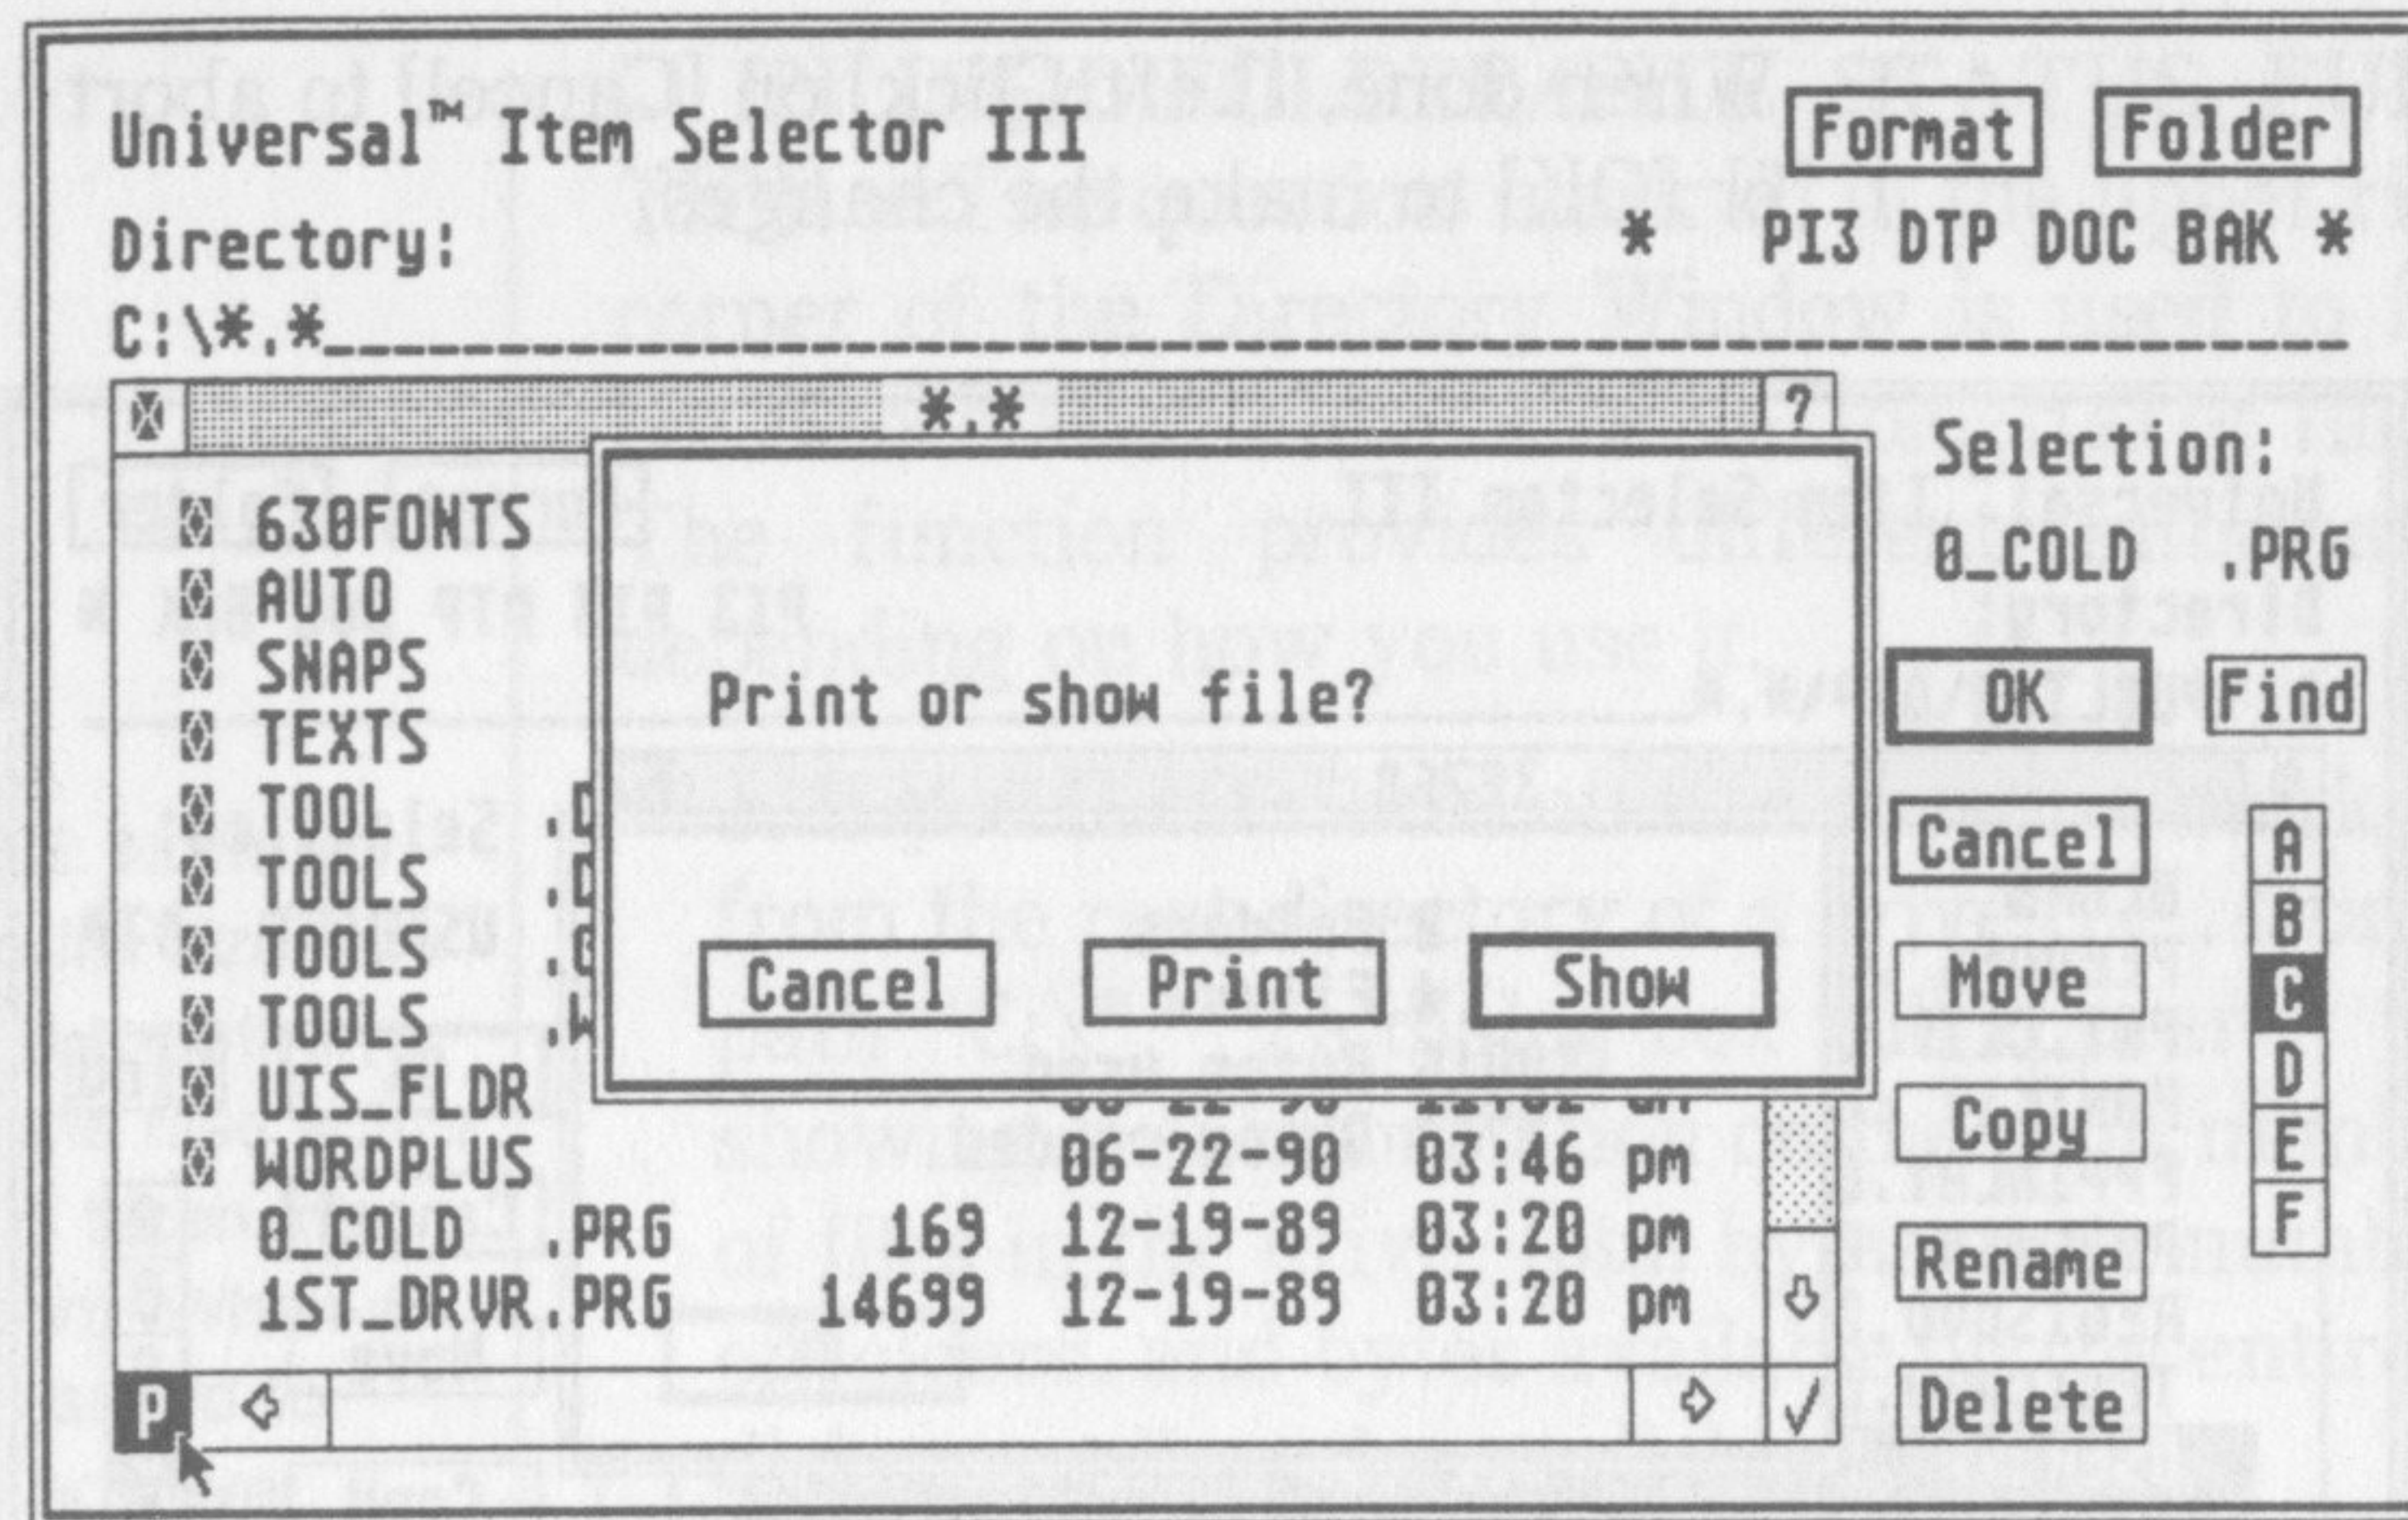 Universal™ Item Selector III
Format Folder
Directory:
* PI3 DTP DOC BAK *
C:\*.*
*.* ?
Selection:
0_COLD .PRG
630FONTS
AUTO
SNAPS
TEXTS
TOOL .D
TOOLS .D
TOOLS
TOOLS .W
UIS_FLDR
WORDPLUS 06-22-90 03:46 pm
0_COLD .PRG 169 12-19-89 03:20 pm
1ST_DRVR.PRG 14699 12-19-89 03:20 pm
P
Print or show file?
Cancel Print Show
OK Find
Cancel
Move
Copy
Rename
Delete
A
B
C
D
E
F